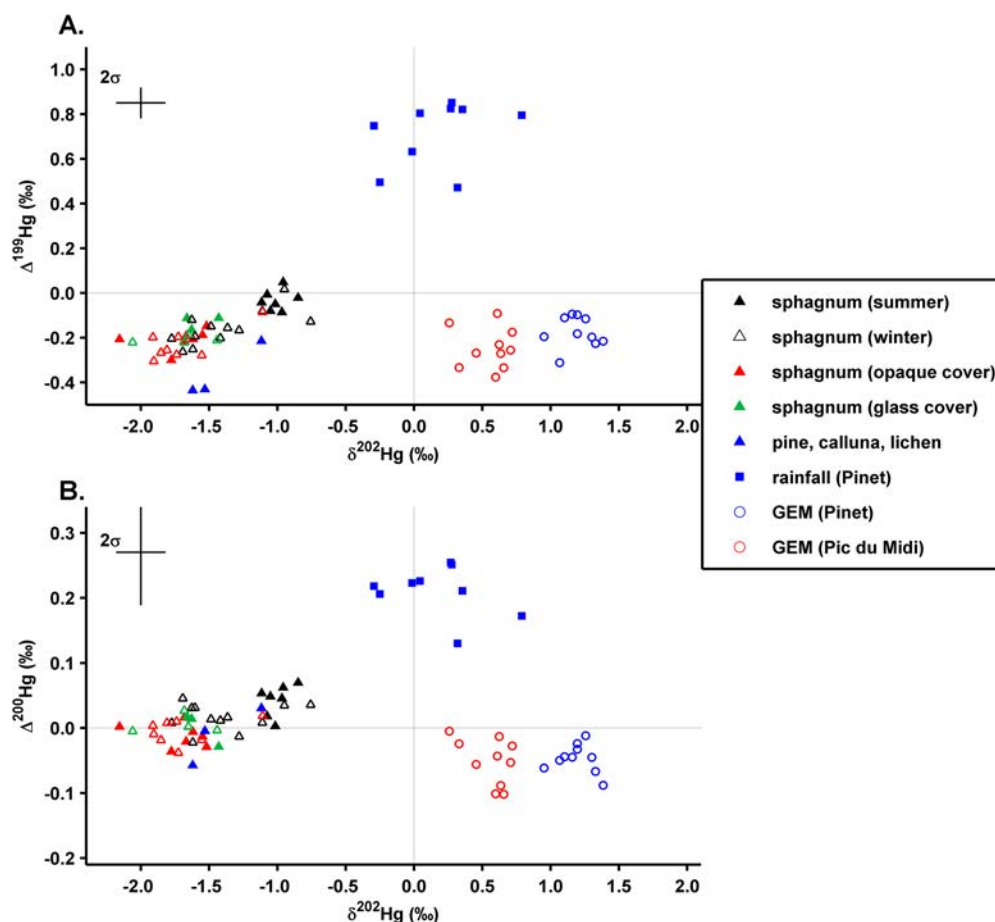 A.
2σ
1.0
0.8
0.6
0.4
0.2
0.0
-0.2
-0.4
Δ¹⁹⁹Hg (‰)
-2.0 -1.5 -1.0 -0.5 0.0 0.5 1.0 1.5 2.0
δ²⁰²Hg (‰)
sphagnum (summer)
sphagnum (winter)
sphagnum (opaque cover)
sphagnum (glass cover)
pine, calluna, lichen
rainfall (Pinet)
GEM (Pinet)
GEM (Pic du Midi)
B.
2σ
0.3
0.2
0.1
0.0
-0.1
-0.2
Δ²⁰⁰Hg (‰)
-2.0 -1.5 -1.0 -0.5 0.0 0.5 1.0 1.5 2.0
δ²⁰²Hg (‰)